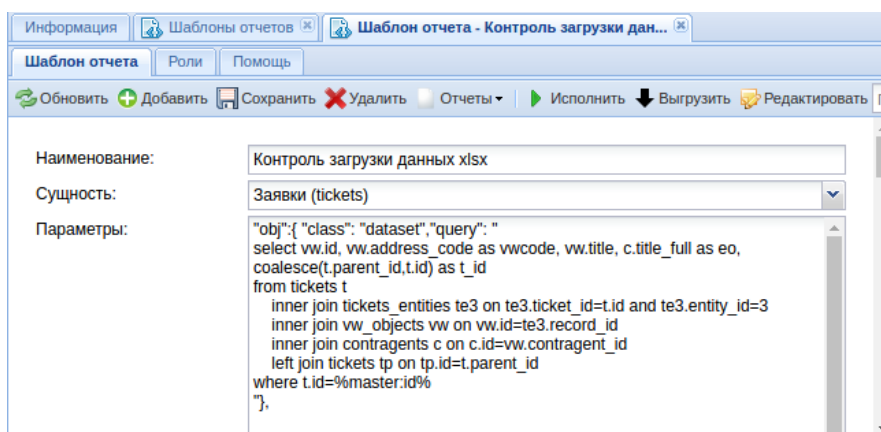 Информация Шаблоны отчетов Шаблон отчета - Контроль загрузки дан...
Шаблон отчета Роли Помощь
Обновить Добавить Сохранить Удалить Отчеты Исполнить Выгрузить Редактировать
Наименование: Контроль загрузки данных xlsx
Сущность: Заявки (tickets)
Параметры: "obj":{ "class": "dataset","query": "
select vw.id, vw.address_code as vwcode, vw.title, c.title_full as eo,
coalesce(t.parent_id,t.id) as t_id
from tickets t
inner join tickets_entities te3 on te3.ticket_id=t.id and te3.entity_id=3
inner join vw_objects vw on vw.id=te3.record_id
inner join contragents c on c.id=vw.contragent_id
left join tickets tp on tp.id=t.parent_id
where t.id=%master:id%
"},